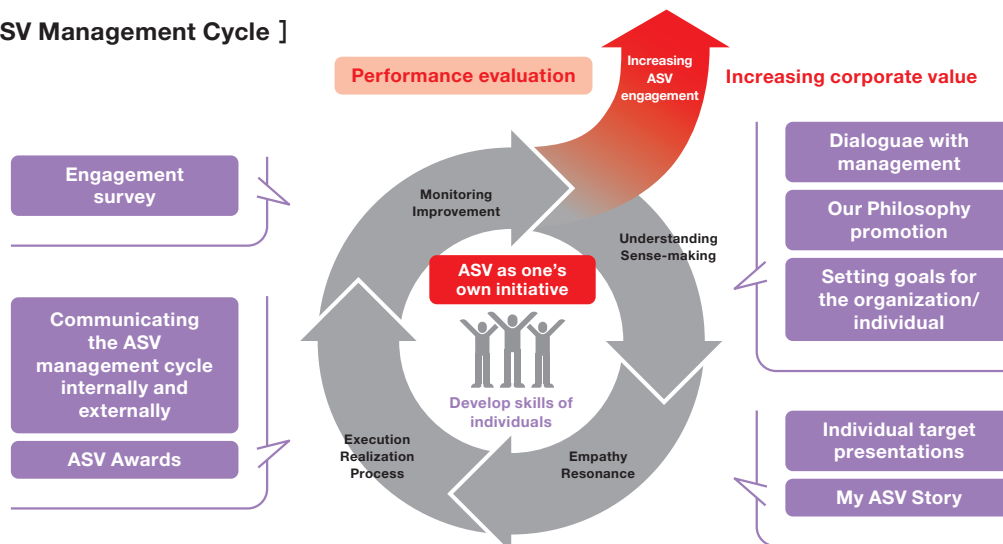 SV Management Cycle ]
Performance evaluation
Increasing
ASV
engagement
Increasing corporate value
Engagement
survey
Monitoring
Improvement
Understanding
Sense-making
Dialoguae with
management
Our Philosophy
promotion
Setting goals for
the organization/
individual
ASV as one’s
own initiative
Develop skills of
individuals
Communicating
the ASV
management cycle
internally and
externally
ASV Awards
Execution
Realization
Process
Empathy
Resonance
Individual target
presentations
My ASV Story